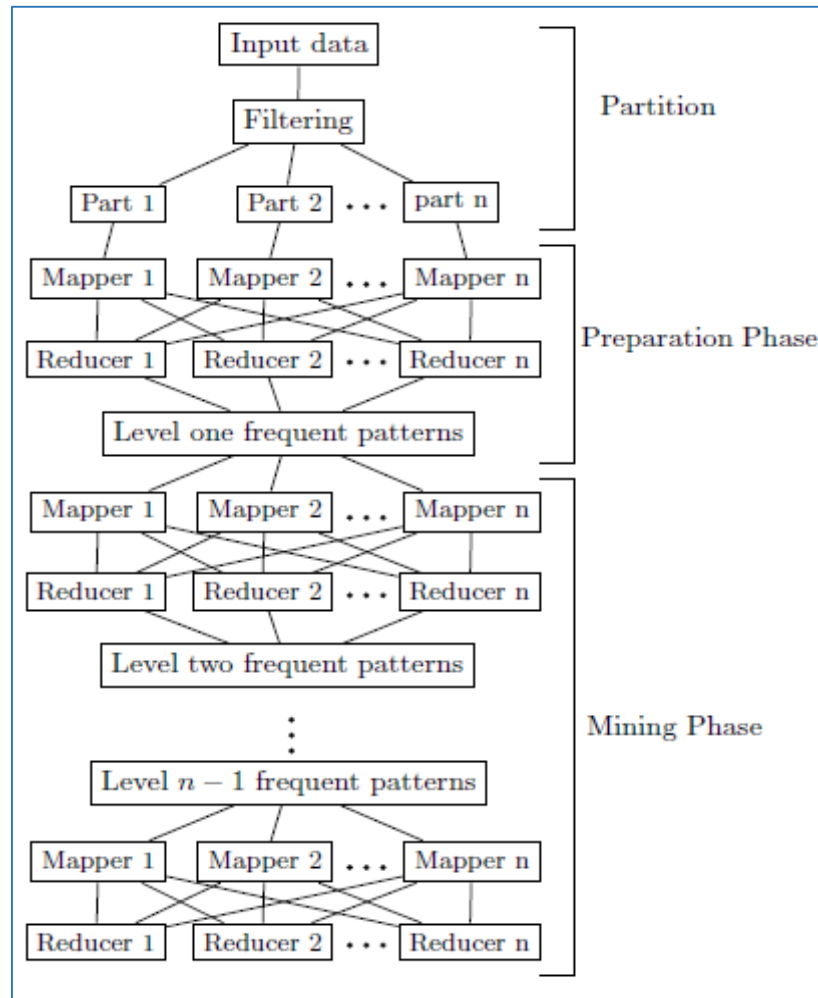 Input data
Filtering
Partition
Part 1 Part 2 ... part n
Mapper 1 Mapper 2 ... Mapper n
Reducer 1 Reducer 2 ... Reducer n
Preparation Phase
Level one frequent patterns
Mapper 1 Mapper 2 ... Mapper n
Reducer 1 Reducer 2 ... Reducer n
Level two frequent patterns
⋮
Mining Phase
Level n − 1 frequent patterns
Mapper 1 Mapper 2 ... Mapper n
Reducer 1 Reducer 2 ... Reducer n